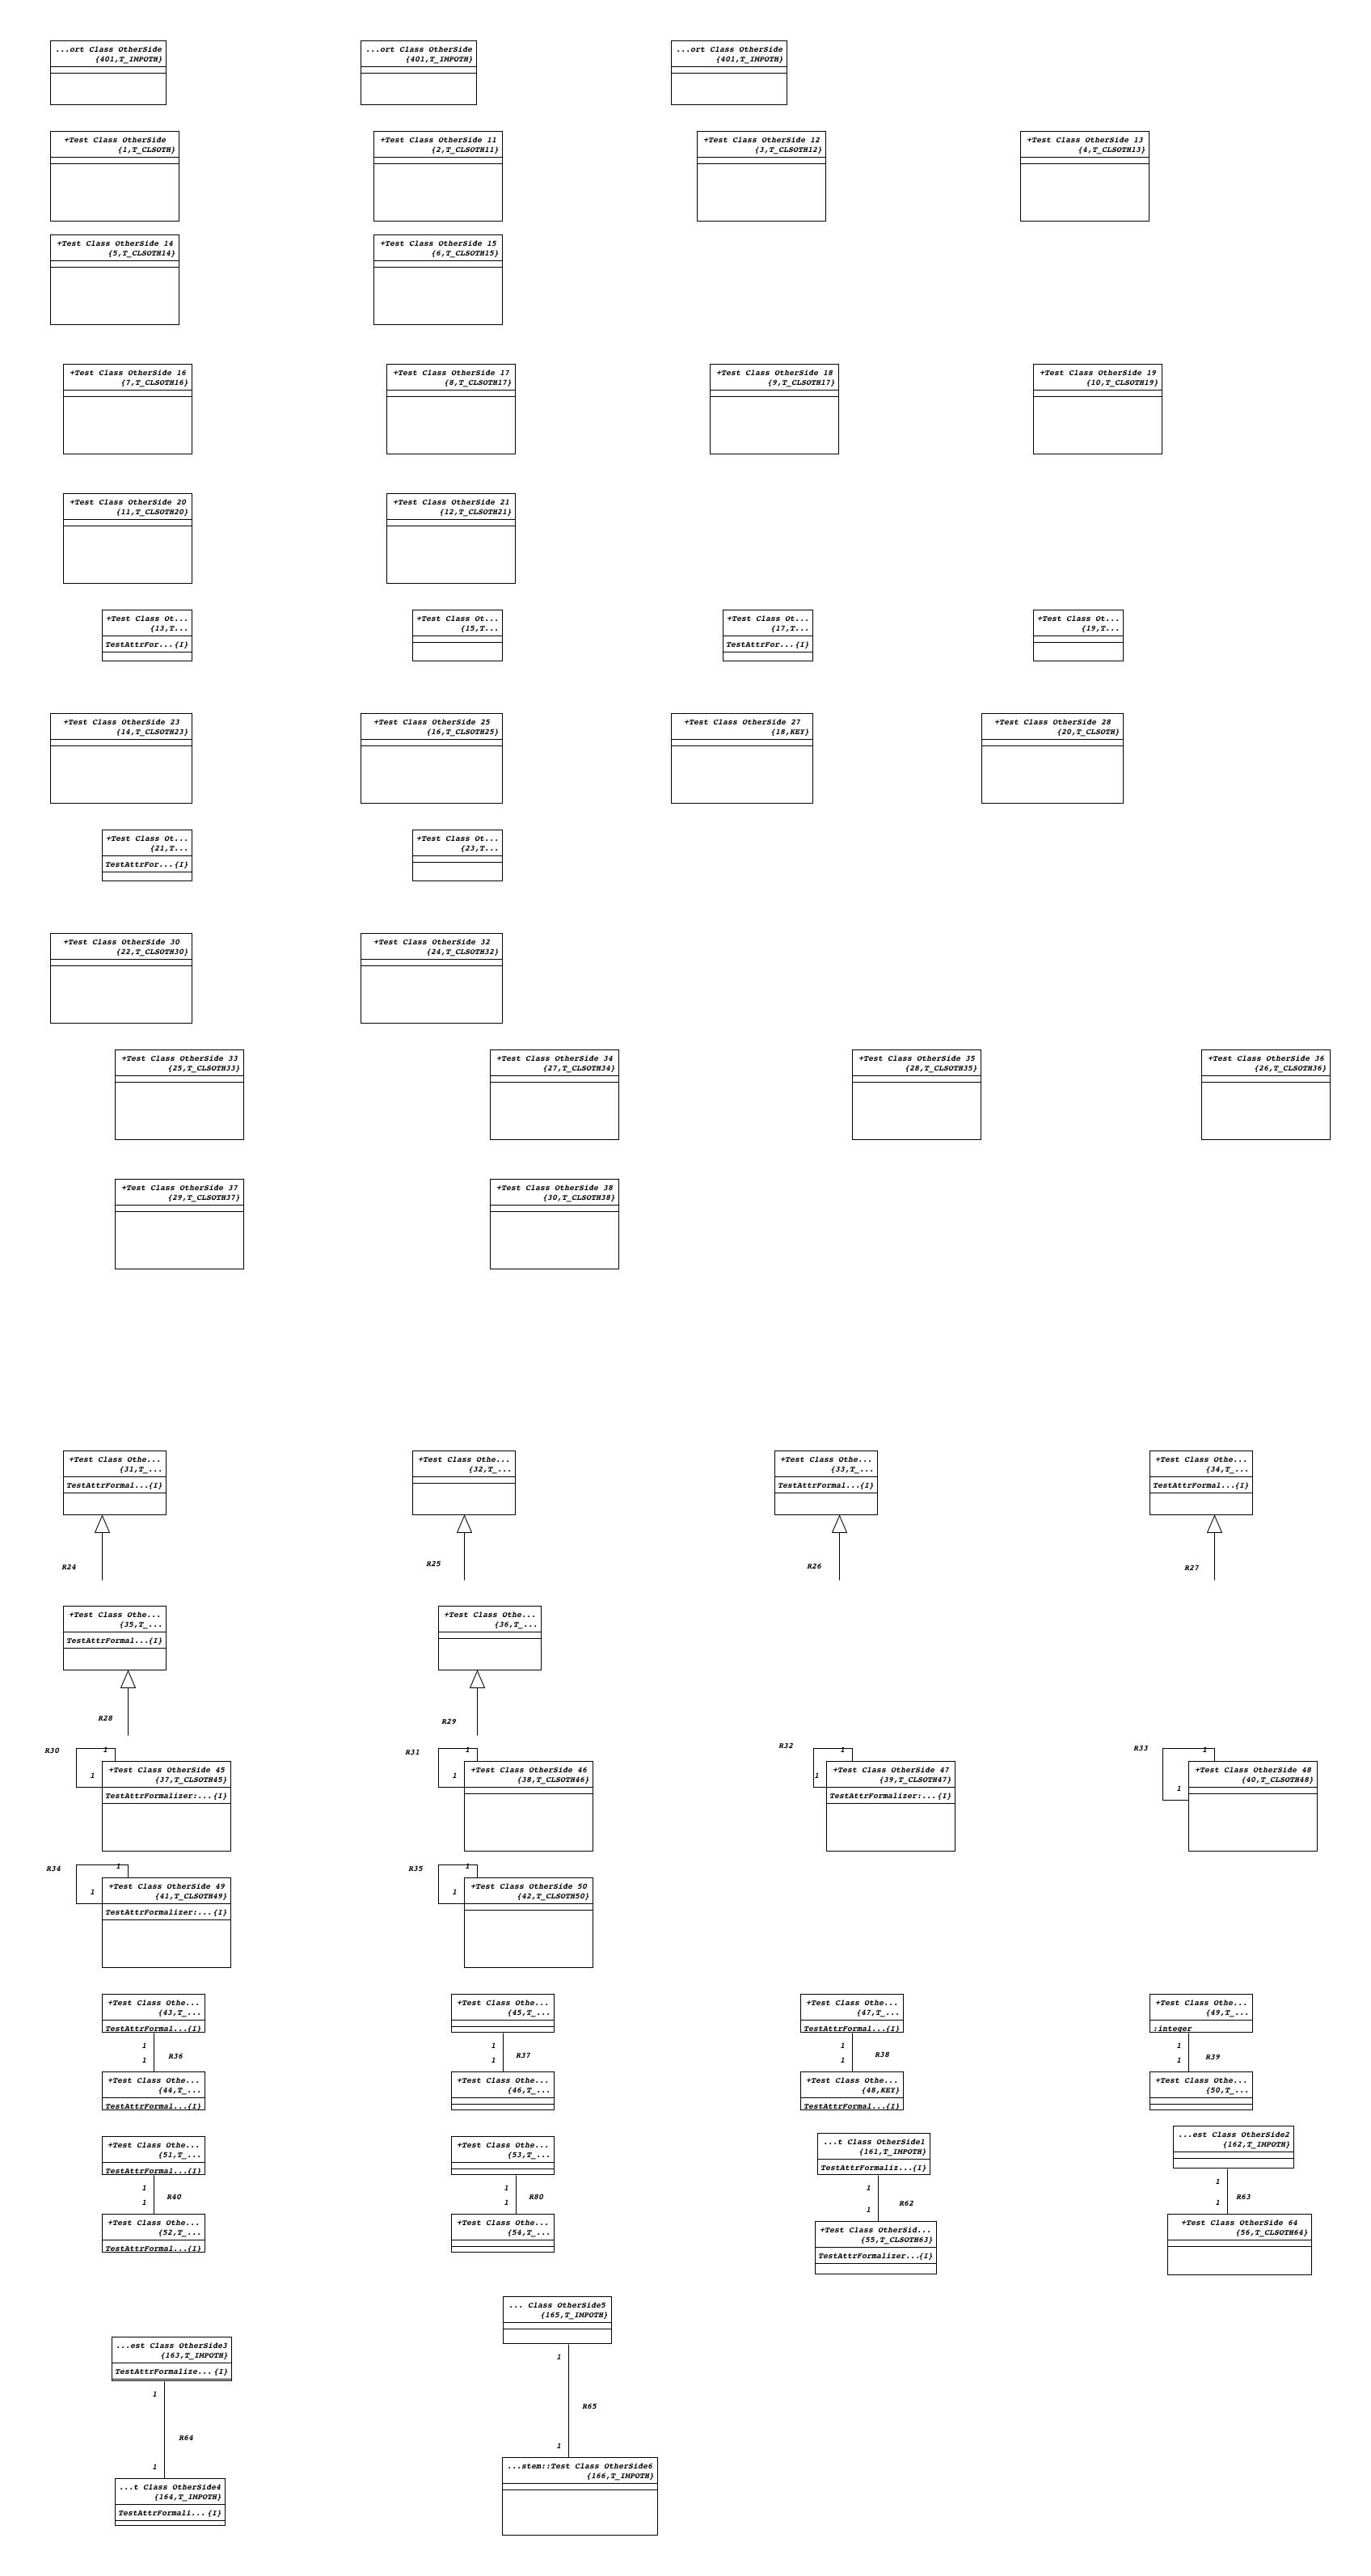 ...ort Class OtherSide
{401,T_IMPOTH}
...ort Class OtherSide
{401,T_IMPOTH}
...ort Class OtherSide
{401,T_IMPOTH}
+Test Class OtherSide
{1,T_CLSOTH}
+Test Class OtherSide 11
{2,T_CLSOTH11}
+Test Class OtherSide 12
{3,T_CLSOTH12}
+Test Class OtherSide 13
{4,T_CLSOTH13}
+Test Class OtherSide 14
{5,T_CLSOTH14}
+Test Class OtherSide 15
{6,T_CLSOTH15}
+Test Class OtherSide 16
{7,T_CLSOTH16}
+Test Class OtherSide 17
{8,T_CLSOTH17}
+Test Class OtherSide 18
{9,T_CLSOTH17}
+Test Class OtherSide 19
{10,T_CLSOTH19}
+Test Class OtherSide 20
{11,T_CLSOTH20}
+Test Class OtherSide 21
{12,T_CLSOTH21}
+Test Class Ot...
{13,T...
TestAttrFor...{I}
+Test Class Ot...
{15,T...
+Test Class Ot...
{17,T...
TestAttrFor...{I}
+Test Class Ot...
{19,T...
+Test Class OtherSide 23
{14,T_CLSOTH23}
+Test Class OtherSide 25
{16,T_CLSOTH25}
+Test Class OtherSide 27
{18,KEY}
+Test Class OtherSide 28
{20,T_CLSOTH}
+Test Class Ot...
{21,T...
TestAttrFor...{I}
+Test Class Ot...
{23,T...
+Test Class OtherSide 30
{22,T_CLSOTH30}
+Test Class OtherSide 32
{24,T_CLSOTH32}
+Test Class OtherSide 33
{25,T_CLSOTH33}
+Test Class OtherSide 34
{27,T_CLSOTH34}
+Test Class OtherSide 35
{28,T_CLSOTH35}
+Test Class OtherSide 36
{26,T_CLSOTH36}
+Test Class OtherSide 37
{29,T_CLSOTH37}
+Test Class OtherSide 38
{30,T_CLSOTH38}
+Test Class Othe...
{31,T_...
TestAttrFormal...{I}
R24
+Test Class Othe...
{32,T_...
R25
+Test Class Othe...
{33,T_...
TestAttrFormal...{I}
R26
+Test Class Othe...
{34,T_...
TestAttrFormal...{I}
R27
+Test Class Othe...
{35,T_...
TestAttrFormal...{I}
R28
+Test Class Othe...
{36,T_...
R29
R30
1
1
+Test Class OtherSide 45
{37,T_CLSOTH45}
TestAttrFormalizer:...{I}
R31
1
1
+Test Class OtherSide 46
{38,T_CLSOTH46}
R32
1
1
+Test Class OtherSide 47
{39,T_CLSOTH47}
TestAttrFormalizer:...{I}
R33
1
1
+Test Class OtherSide 48
{40,T_CLSOTH48}
R34
1
1
+Test Class OtherSide 49
{41,T_CLSOTH49}
TestAttrFormalizer:...{I}
R35
1
1
+Test Class OtherSide 50
{42,T_CLSOTH50}
+Test Class Othe...
{43,T_...
TestAttrFormal...{I}
1
R36
1
+Test Class Othe...
{44,T_...
TestAttrFormal...{I}
+Test Class Othe...
{45,T_...
1
R37
1
+Test Class Othe...
{46,T_...
+Test Class Othe...
{47,T_...
TestAttrFormal...{I}
1
R38
1
+Test Class Othe...
{48,KEY}
TestAttrFormal...{I}
+Test Class Othe...
{49,T_...
:integer
1
R39
1
+Test Class Othe...
{50,T_...
+Test Class Othe...
{51,T_...
TestAttrFormal...{I}
1
R40
1
+Test Class Othe...
{52,T_...
TestAttrFormal...{I}
+Test Class Othe...
{53,T_...
1
R80
1
+Test Class Othe...
{54,T_...
...t Class OtherSide1
{161,T_IMPOTH}
TestAttrFormaliz...{I}
1
R62
1
+Test Class OtherSid...
{55,T_CLSOTH63}
TestAttrFormalizer...{I}
...est Class OtherSide2
{162,T_IMPOTH}
1
R63
1
+Test Class OtherSide 64
{56,T_CLSOTH64}
...est Class OtherSide3
{163,T_IMPOTH}
TestAttrFormalize...{I}
1
R64
1
...t Class OtherSide4
{164,T_IMPOTH}
TestAttrFormali...{I}
... Class OtherSide5
{165,T_IMPOTH}
1
R65
1
...stem::Test Class OtherSide6
{166,T_IMPOTH}